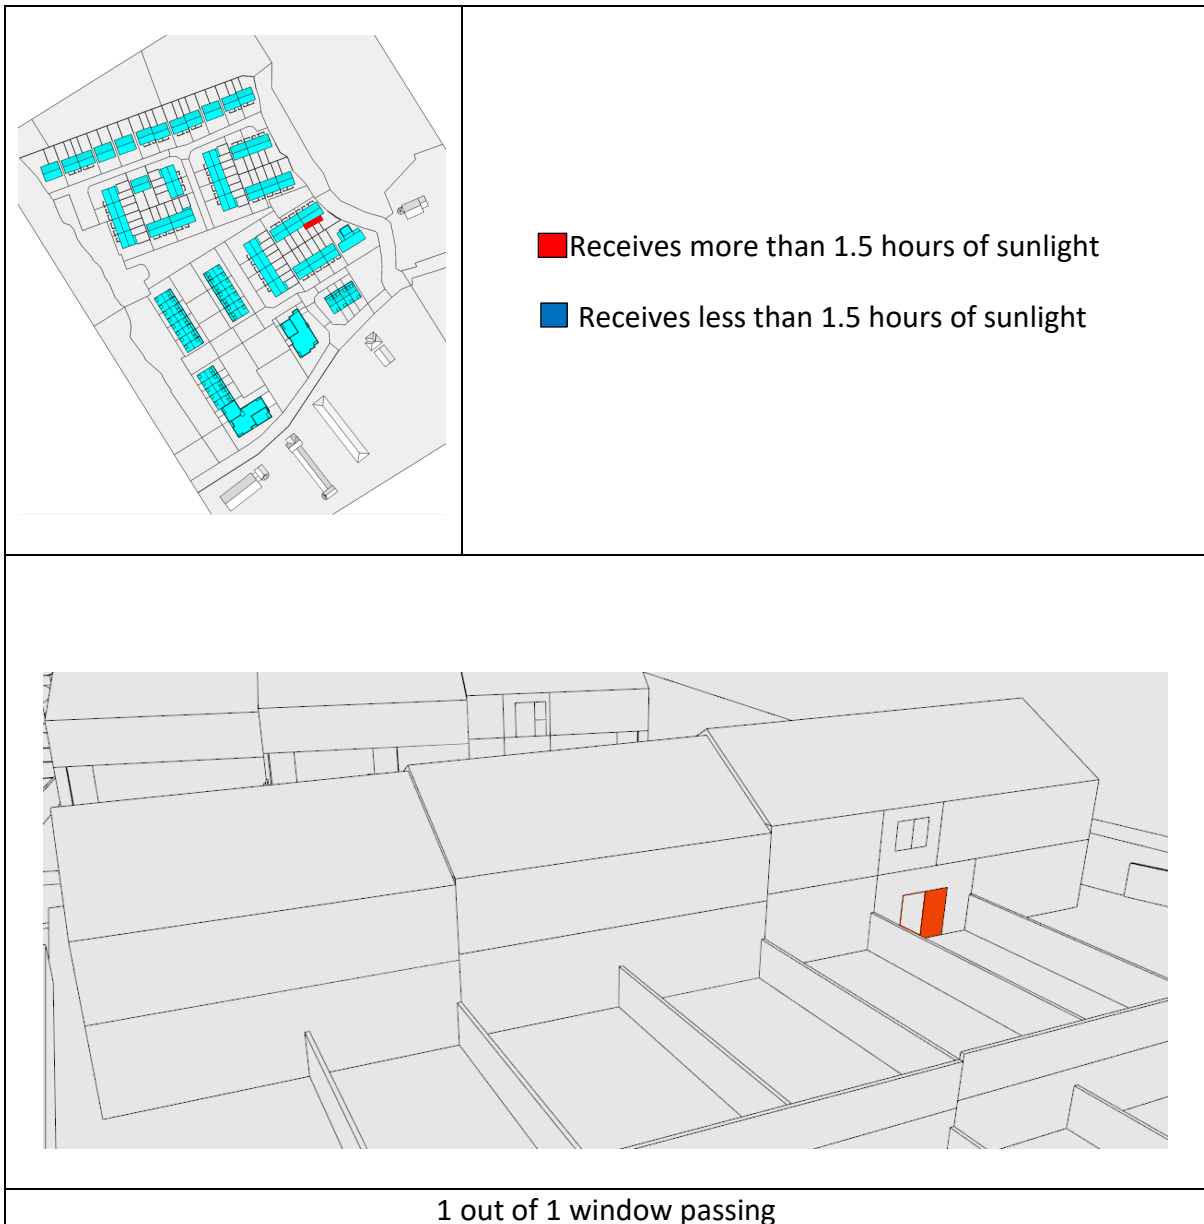 Receives more than 1.5 hours of sunlight
Receives less than 1.5 hours of sunlight
1 out of 1 window passing